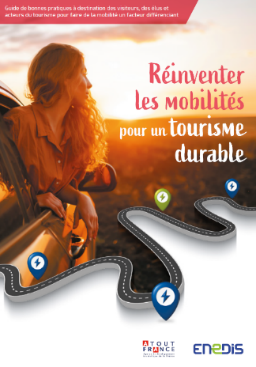 Guide de bonnes pratiques à destination des visiteurs, des élus et
acteurs du tourisme pour faire de la mobilité un facteur différenciant
Réinventer
les mobilités
pour un tourisme
durable
ATOUT
FRANCE
ENEDIS